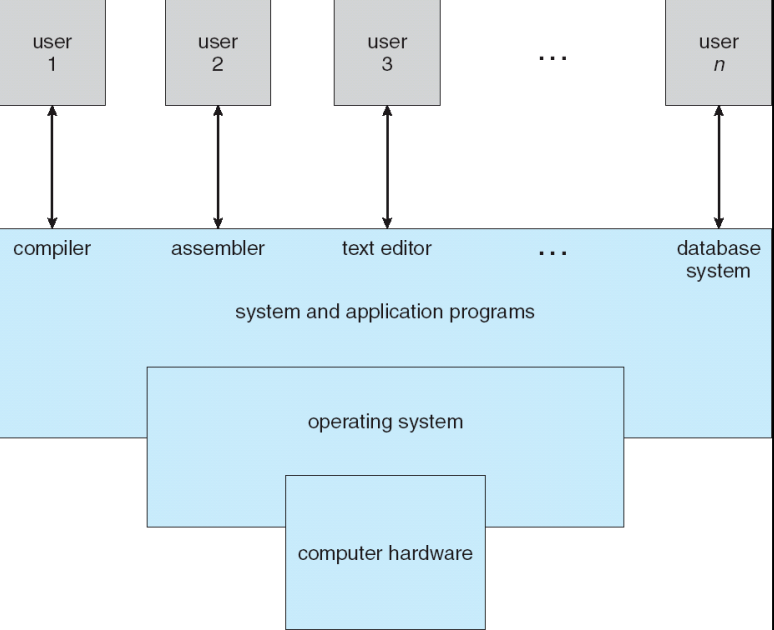 user
1
user
2
user
3
...
user
n
compiler
assembler
text editor
...
database
system
system and application programs
operating system
computer hardware